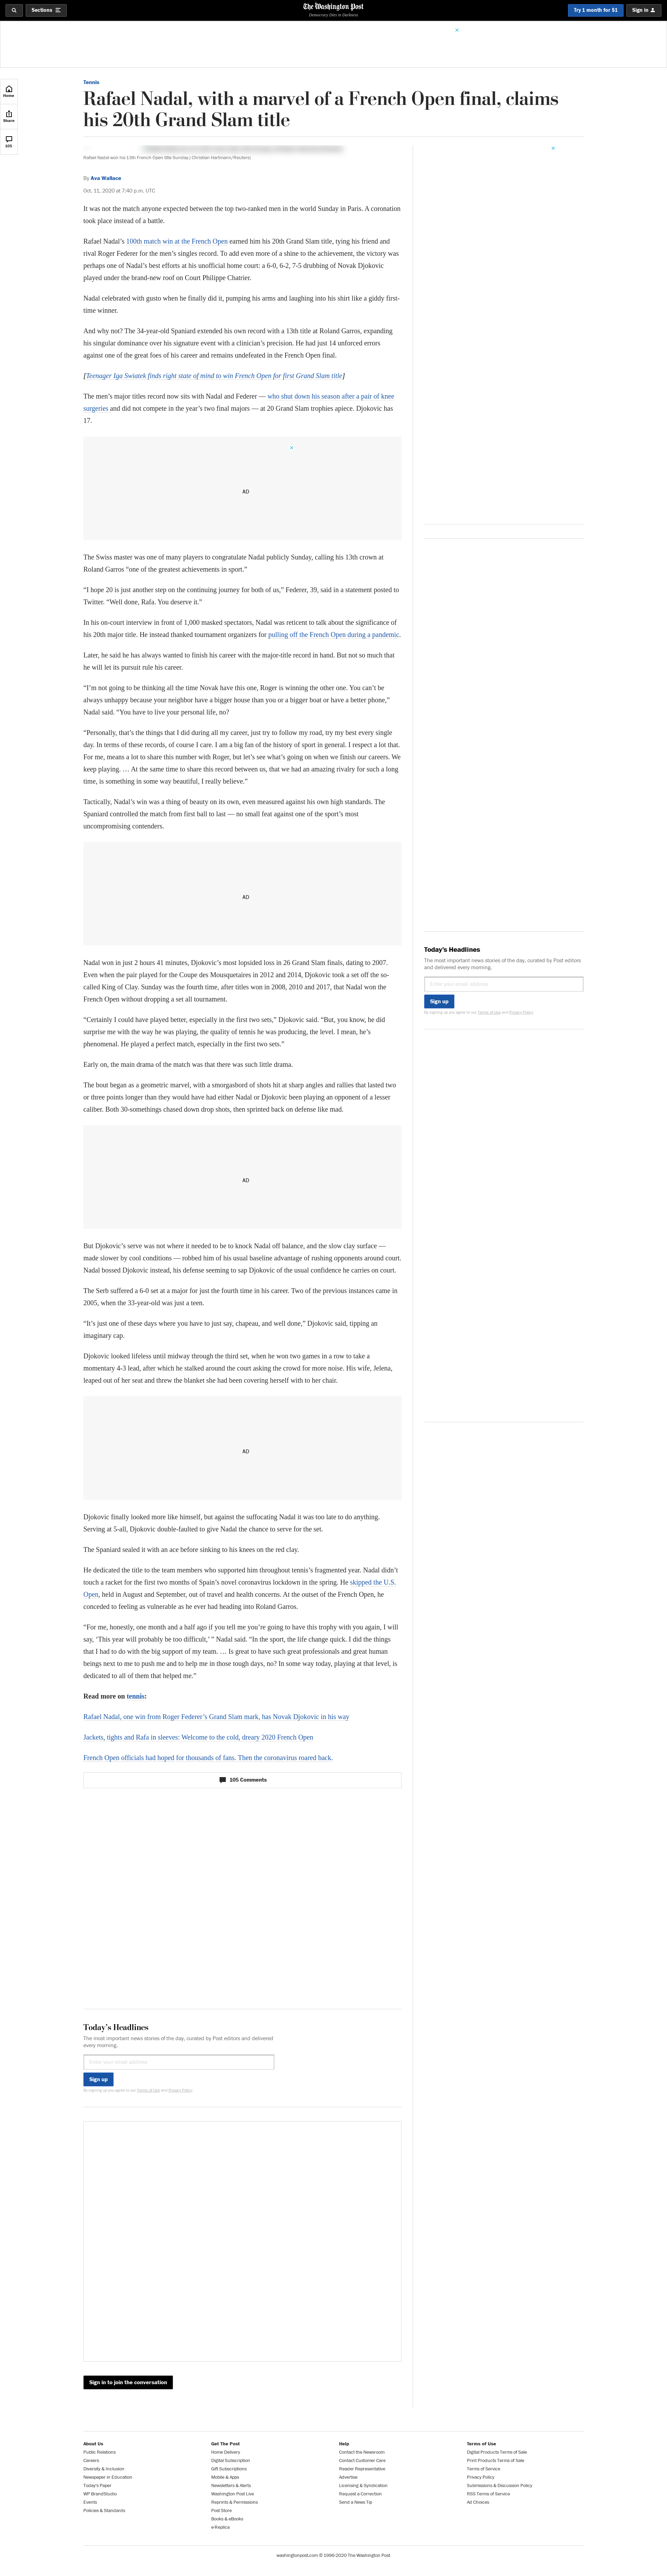 Sections
The Washington Post
Democracy Dies in Darkness
Try 1 month for $1
Sign in
Home
Share
105
Tennis
Rafael Nadal, with a marvel of a French Open final, claims
his 20th Grand Slam title
Rafael Nadal won his 13th French Open title Sunday. (Christian Hartmann/Reuters)
By Ava Wallace
Oct. 11, 2020 at 7:40 p.m. UTC
It was not the match anyone expected between the top two-ranked men in the world Sunday in Paris. A coronation
took place instead of a battle.
Rafael Nadal’s 100th match win at the French Open earned him his 20th Grand Slam title, tying his friend and
rival Roger Federer for the men’s singles record. To add even more of a shine to the achievement, the victory was
perhaps one of Nadal’s best efforts at his unofficial home court: a 6-0, 6-2, 7-5 drubbing of Novak Djokovic
played under the brand-new roof on Court Philippe Chatrier.
Nadal celebrated with gusto when he finally did it, pumping his arms and laughing into his shirt like a giddy first-
time winner.
And why not? The 34-year-old Spaniard extended his own record with a 13th title at Roland Garros, expanding
his singular dominance over his signature event with a clinician’s precision. He had just 14 unforced errors
against one of the great foes of his career and remains undefeated in the French Open final.
[Teenager Iga Swiatek finds right state of mind to win French Open for first Grand Slam title]
The men’s major titles record now sits with Nadal and Federer — who shut down his season after a pair of knee
surgeries and did not compete in the year’s two final majors — at 20 Grand Slam trophies apiece. Djokovic has
17.
AD
The Swiss master was one of many players to congratulate Nadal publicly Sunday, calling his 13th crown at
Roland Garros “one of the greatest achievements in sport.”
“I hope 20 is just another step on the continuing journey for both of us,” Federer, 39, said in a statement posted to
Twitter. “Well done, Rafa. You deserve it.”
In his on-court interview in front of 1,000 masked spectators, Nadal was reticent to talk about the significance of
his 20th major title. He instead thanked tournament organizers for pulling off the French Open during a pandemic.
Later, he said he has always wanted to finish his career with the major-title record in hand. But not so much that
he will let its pursuit rule his career.
“I’m not going to be thinking all the time Novak have this one, Roger is winning the other one. You can’t be
always unhappy because your neighbor have a bigger house than you or a bigger boat or have a better phone,”
Nadal said. “You have to live your personal life, no?
“Personally, that’s the things that I did during all my career, just try to follow my road, try my best every single
day. In terms of these records, of course I care. I am a big fan of the history of sport in general. I respect a lot that.
For me, means a lot to share this number with Roger, but let’s see what’s going on when we finish our careers. We
keep playing. … At the same time to share this record between us, that we had an amazing rivalry for such a long
time, is something in some way beautiful, I really believe.”
Tactically, Nadal’s win was a thing of beauty on its own, even measured against his own high standards. The
Spaniard controlled the match from first ball to last — no small feat against one of the sport’s most
uncompromising contenders.
AD
Nadal won in just 2 hours 41 minutes, Djokovic’s most lopsided loss in 26 Grand Slam finals, dating to 2007.
Even when the pair played for the Coupe des Mousquetaires in 2012 and 2014, Djokovic took a set off the so-
called King of Clay. Sunday was the fourth time, after titles won in 2008, 2010 and 2017, that Nadal won the
French Open without dropping a set all tournament.
“Certainly I could have played better, especially in the first two sets,” Djokovic said. “But, you know, he did
surprise me with the way he was playing, the quality of tennis he was producing, the level. I mean, he’s
phenomenal. He played a perfect match, especially in the first two sets.”
Early on, the main drama of the match was that there was such little drama.
The bout began as a geometric marvel, with a smorgasbord of shots hit at sharp angles and rallies that lasted two
or three points longer than they would have had either Nadal or Djokovic been playing an opponent of a lesser
caliber. Both 30-somethings chased down drop shots, then sprinted back on defense like mad.
AD
But Djokovic’s serve was not where it needed to be to knock Nadal off balance, and the slow clay surface —
made slower by cool conditions — robbed him of his usual baseline advantage of rushing opponents around court.
Nadal bossed Djokovic instead, his defense seeming to sap Djokovic of the usual confidence he carries on court.
The Serb suffered a 6-0 set at a major for just the fourth time in his career. Two of the previous instances came in
2005, when the 33-year-old was just a teen.
“It’s just one of these days where you have to just say, chapeau, and well done,” Djokovic said, tipping an
imaginary cap.
Djokovic looked lifeless until midway through the third set, when he won two games in a row to take a
momentary 4-3 lead, after which he stalked around the court asking the crowd for more noise. His wife, Jelena,
leaped out of her seat and threw the blanket she had been covering herself with to her chair.
AD
Djokovic finally looked more like himself, but against the suffocating Nadal it was too late to do anything.
Serving at 5-all, Djokovic double-faulted to give Nadal the chance to serve for the set.
The Spaniard sealed it with an ace before sinking to his knees on the red clay.
He dedicated the title to the team members who supported him throughout tennis’s fragmented year. Nadal didn’t
touch a racket for the first two months of Spain’s novel coronavirus lockdown in the spring. He skipped the U.S.
Open, held in August and September, out of travel and health concerns. At the outset of the French Open, he
conceded to feeling as vulnerable as he ever had heading into Roland Garros.
“For me, honestly, one month and a half ago if you tell me you’re going to have this trophy with you again, I will
say, ‘This year will probably be too difficult,’ ” Nadal said. “In the sport, the life change quick. I did the things
that I had to do with the big support of my team. … Is great to have such great professionals and great human
beings next to me to push me and to help me in those tough days, no? In some way today, playing at that level, is
dedicated to all of them that helped me.”
Read more on tennis:
Rafael Nadal, one win from Roger Federer’s Grand Slam mark, has Novak Djokovic in his way
Jackets, tights and Rafa in sleeves: Welcome to the cold, dreary 2020 French Open
French Open officials had hoped for thousands of fans. Then the coronavirus roared back.
105 Comments
Today’s Headlines
The most important news stories of the day, curated by Post editors
and delivered every morning.
Enter your email address
Sign up
By signing up you agree to our Terms of Use and Privacy Policy
Today’s Headlines
The most important news stories of the day, curated by Post editors and delivered
every morning.
Enter your email address
Sign up
By signing up you agree to our Terms of Use and Privacy Policy
Sign in to join the conversation
About Us
Public Relations
Careers
Diversity & Inclusion
Newspaper in Education
Today's Paper
WP BrandStudio
Events
Policies & Standards
Get The Post
Home Delivery
Digital Subscription
Gift Subscriptions
Mobile & Apps
Newsletters & Alerts
Washington Post Live
Reprints & Permissions
Post Store
Books & eBooks
e-Replica
Help
Contact the Newsroom
Contact Customer Care
Reader Representative
Advertise
Licensing & Syndication
Request a Correction
Send a News Tip
Terms of Use
Digital Products Terms of Sale
Print Products Terms of Sale
Terms of Service
Privacy Policy
Submissions & Discussion Policy
RSS Terms of Service
Ad Choices
washingtonpost.com © 1996-2020 The Washington Post